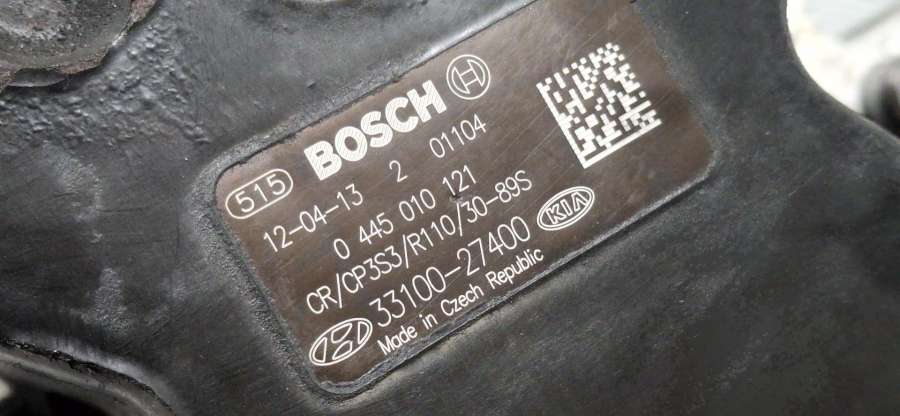 BOSCH
515
12-04-13 2 01104
0 445 010 121
CR/CP3S3/R110/30-89S
33100-27400 KIA
Made in Czech Republic